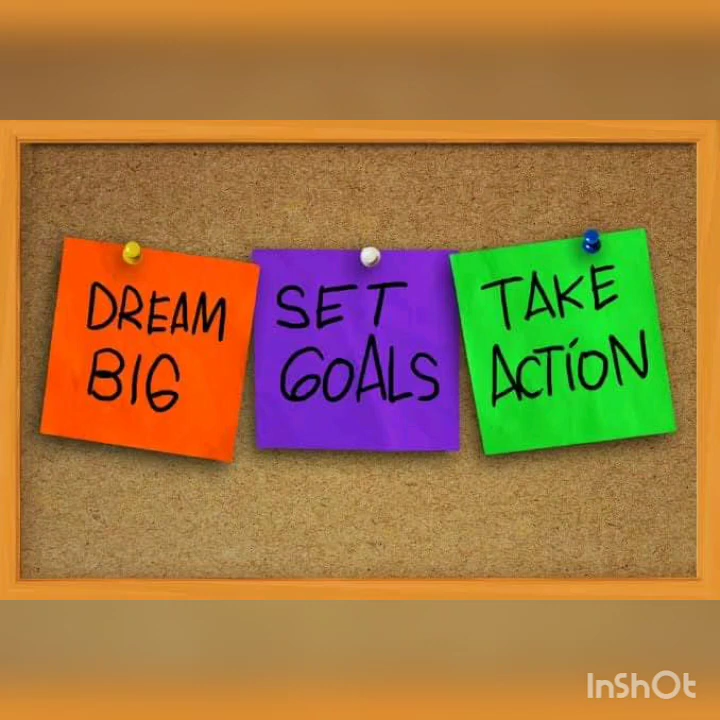 DREAM
BIG
SET
GOALS
TAKE
ACTION
InShOt